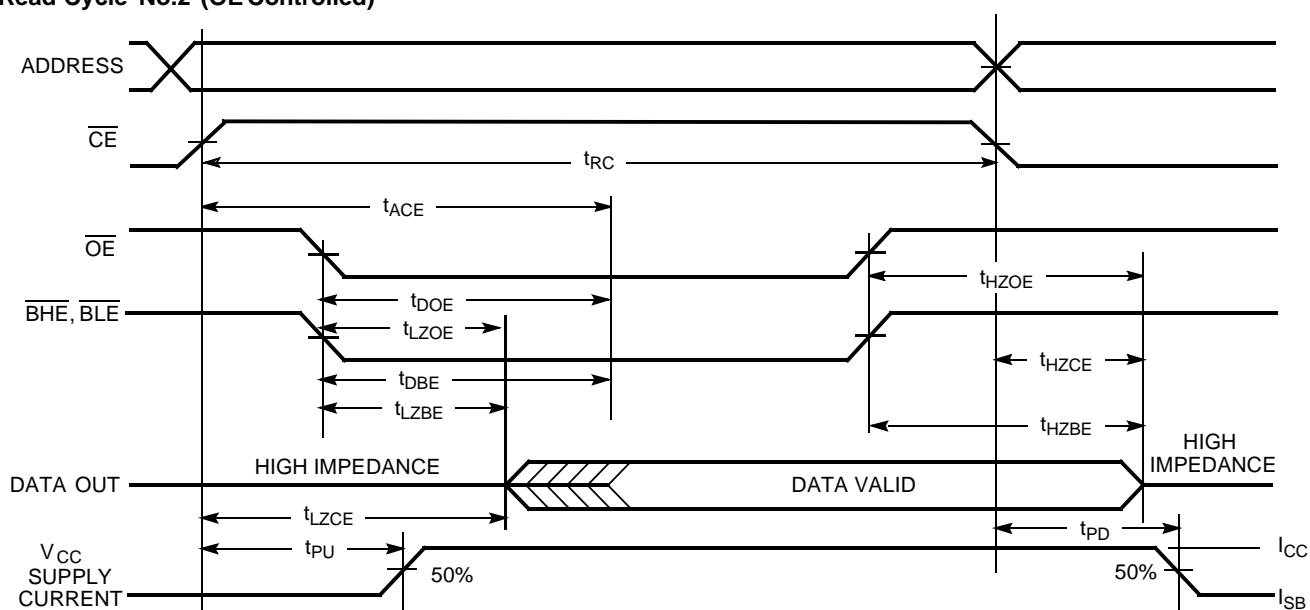 Read Cycle No.2 (OE Controlled)
ADDRESS
CE
tRC
tACE
OE
tHZOE
tDOE
BHE, BLE
tLZOE
tHZCE
tDBE
tLZBE
tHZBE
HIGH
IMPEDANCE
HIGH IMPEDANCE
DATA OUT
DATA VALID
tLZCE
tPD
tPU
VCC
SUPPLY
CURRENT
50%
50%
ICC
ISB